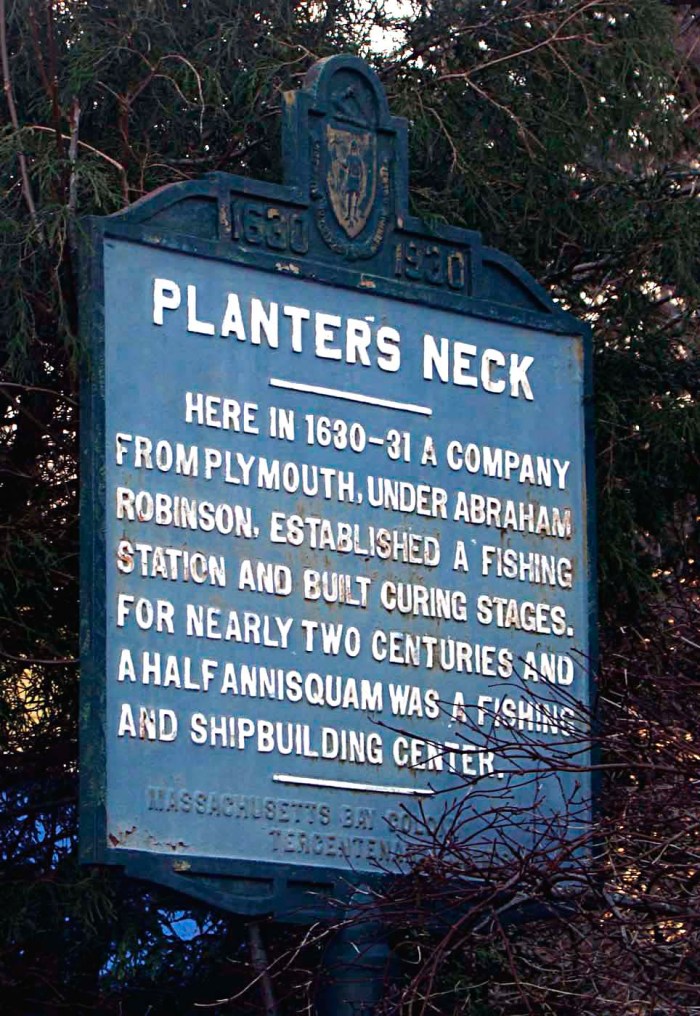 1630 1930
PLANTER'S NECK
HERE IN 1630-31 A COMPANY
FROM PLYMOUTH, UNDER ABRAHAM
ROBINSON, ESTABLISHED A FISHING
STATION AND BUILT CURING STAGES.
FOR NEARLY TWO CENTURIES AND
A HALF ANNISQUAM WAS A FISHING
AND SHIPBUILDING CENTER.
MASSACHUSETTS BAY